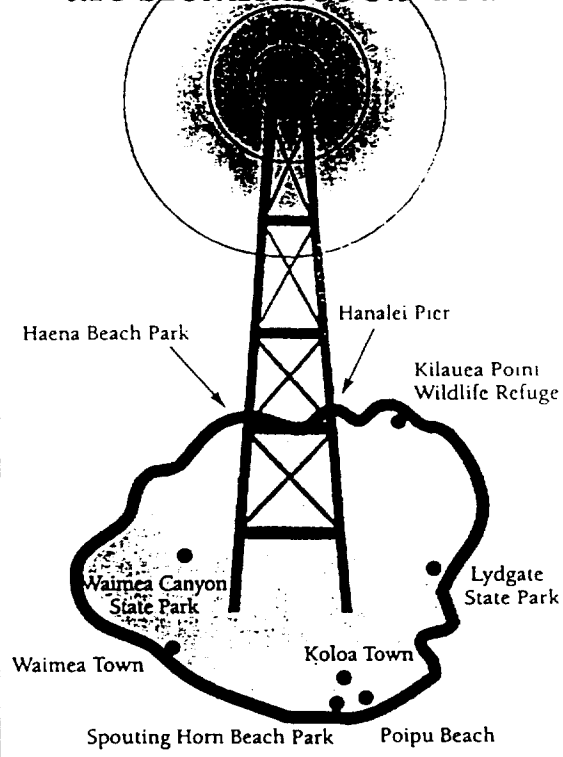 Haena Beach Park
Hanalei Pier
Kilauea Point
Wildlife Refuge
Waimea Canyon
State Park
Lydgate
State Park
Waimea Town
Koloa Town
Spouting Horn Beach Park
Poipu Beach